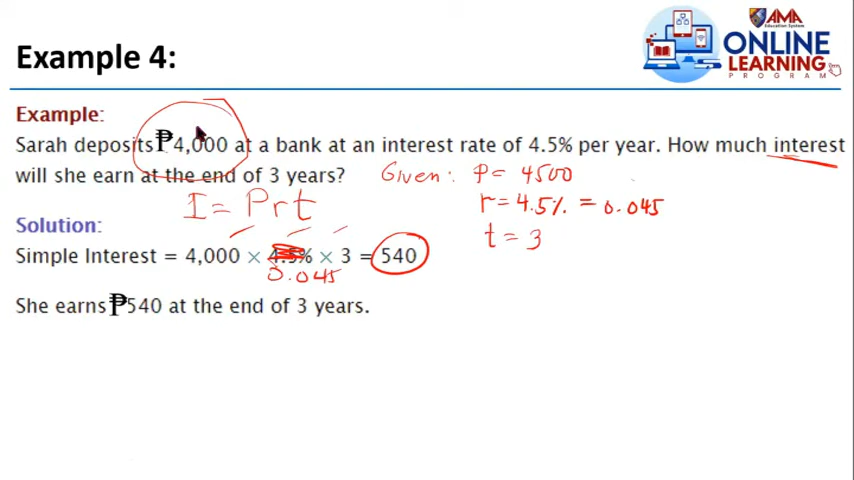 Example 4:
AMA
Education System
ONLINE
LEARNING
PROGRAM
Example:
Sarah deposits ₱4,000 at a bank at an interest rate of 4.5% per year. How much interest
will she earn at the end of 3 years?
Given: P = 4500
I = Prt
r = 4.5% = 0.045
t = 3
Solution:
Simple Interest = 4,000 × 4.5% × 3 = 540
0.045
She earns ₱540 at the end of 3 years.